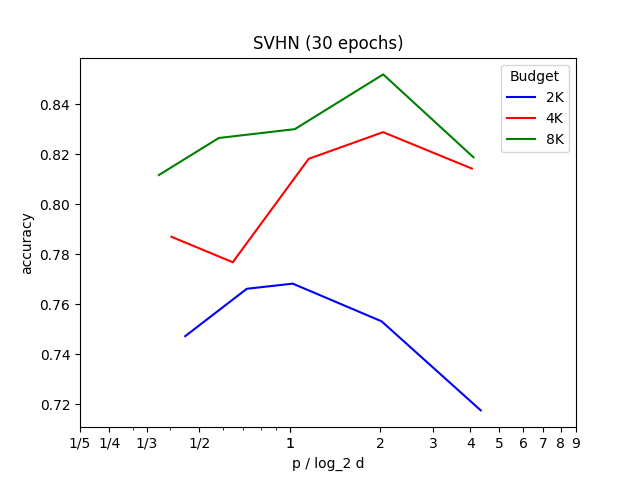 SVHN (30 epochs)
Budget
2K
4K
8K
0.84
0.82
0.80
0.78
0.76
0.74
0.72
accuracy
1/5 1/4 1/3 1/2 1 2 3 4 5 6 7 8 9
p / log_2 d